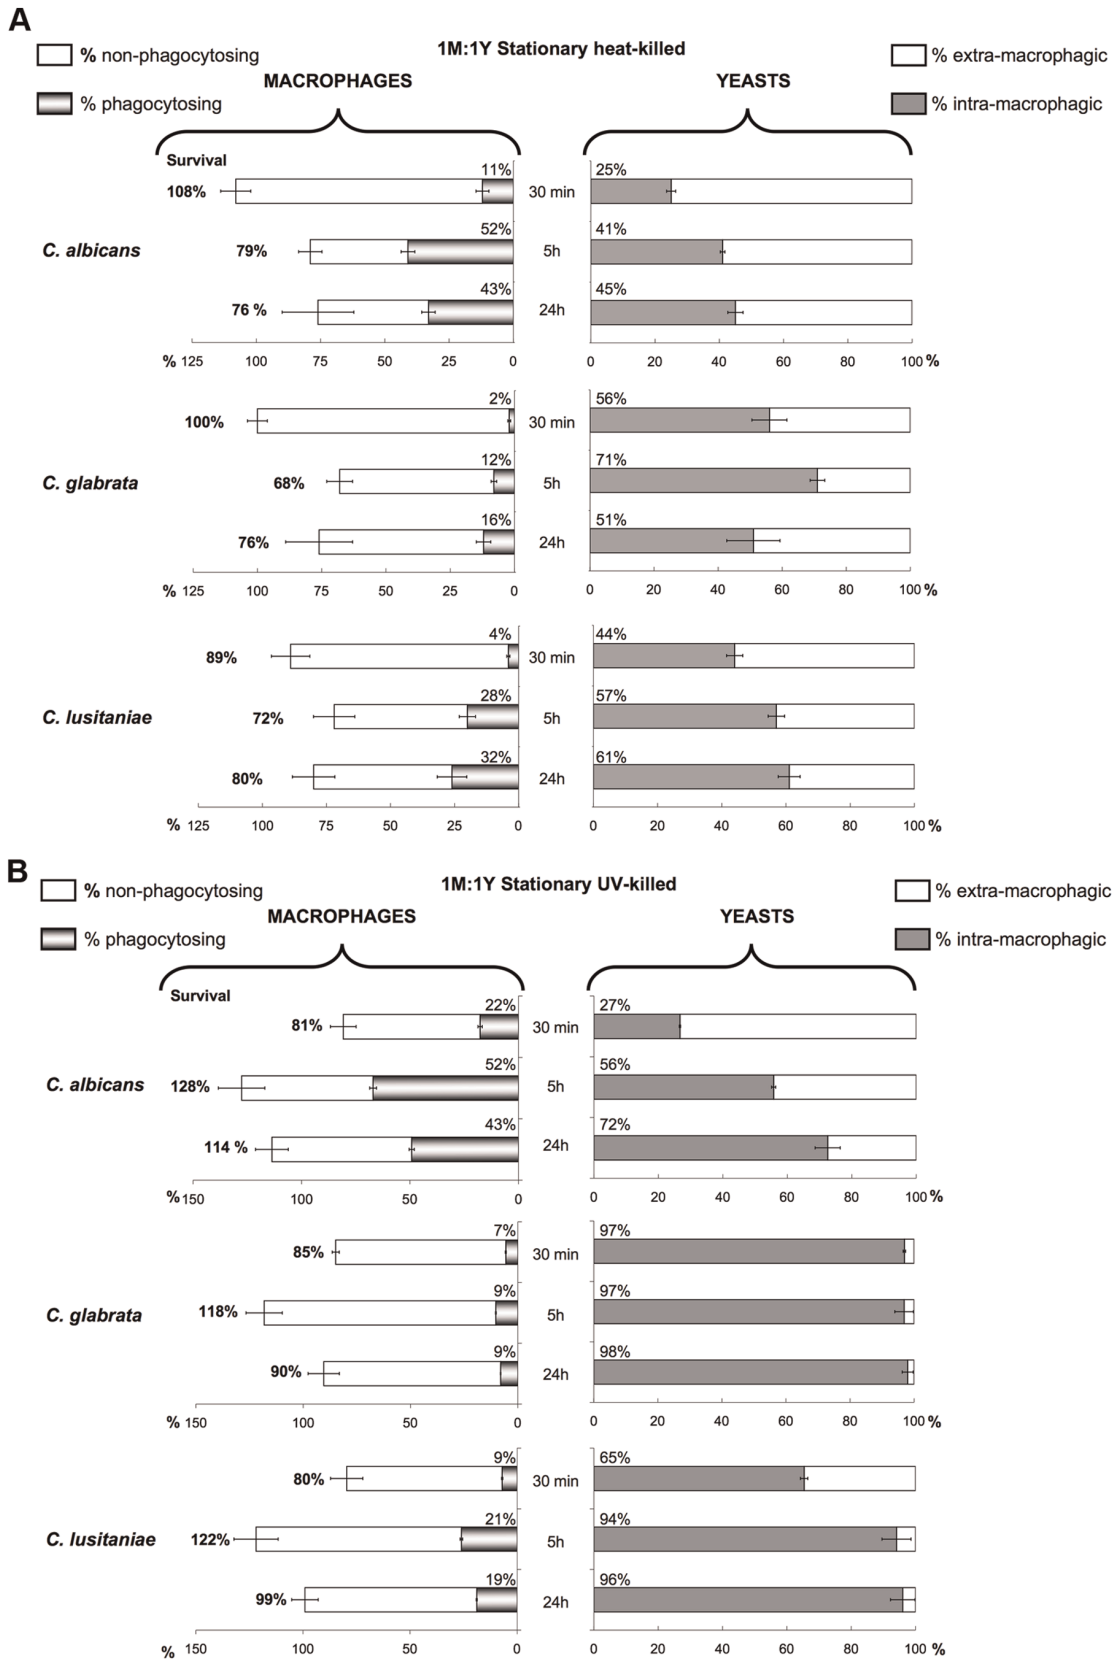 A
1M:1Y Stationary heat-killed
% non-phagocytosing
% extra-macrophagic
MACROPHAGES
YEASTS
% phagocytosing
% intra-macrophagic
Survival
11%
25%
108%
30 min
52%
41%
C. albicans
79%
5h
43%
45%
76 %
24h
% 125 100 75 50 25 0
0 20 40 60 80 100 %
2%
56%
100%
30 min
12%
71%
C. glabrata
68%
5h
16%
51%
76%
24h
% 125 100 75 50 25 0
0 20 40 60 80 100 %
4%
44%
89%
30 min
28%
57%
C. lusitaniae
72%
5h
32%
61%
80%
24h
% 125 100 75 50 25 0
0 20 40 60 80 100 %
B
1M:1Y Stationary UV-killed
% non-phagocytosing
% extra-macrophagic
MACROPHAGES
YEASTS
% phagocytosing
% intra-macrophagic
Survival
22%
27%
81%
30 min
52%
56%
C. albicans
128%
5h
43%
72%
114 %
24h
% 150 100 50 0
0 20 40 60 80 100 %
7%
97%
85%
30 min
9%
97%
C. glabrata
118%
5h
9%
98%
90%
24h
% 150 100 50 0
0 20 40 60 80 100 %
9%
65%
80%
30 min
21%
94%
C. lusitaniae
122%
5h
19%
96%
99%
24h
% 150 100 50 0
0 20 40 60 80 100 %